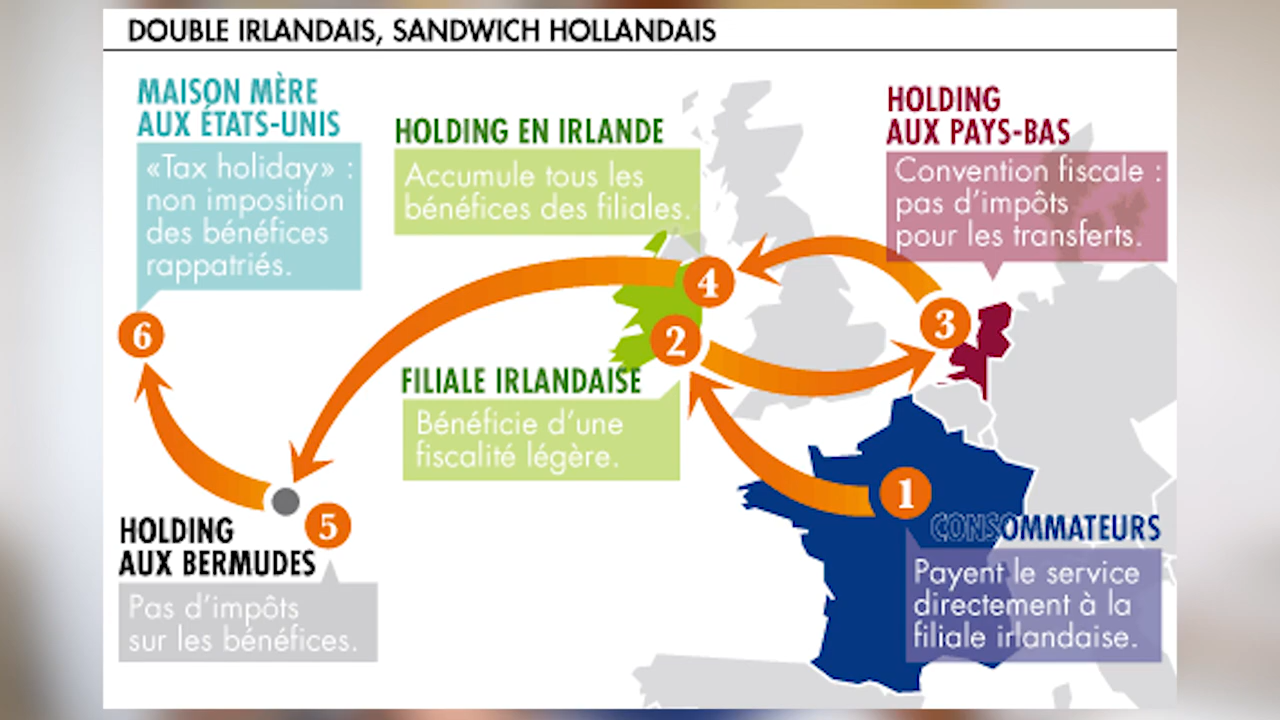 DOUBLE IRLANDAIS, SANDWICH HOLLANDAIS
MAISON MÈRE
AUX ÉTATS-UNIS
«Tax holiday» :
non imposition
des bénéfices
rappatriés.
HOLDING EN IRLANDE
Accumule tous les
bénéfices des filiales.
HOLDING
AUX PAYS-BAS
Convention fiscale :
pas d'impôts
pour les transferts.
6
4
2
3
FILIALE IRLANDAISE
Bénéficie d'une
fiscalité légère.
1
CONSOMMATEURS
Payent le service
directement à la
filiale irlandaise.
5
HOLDING
AUX BERMUDES
Pas d'impôts
sur les bénéfices.